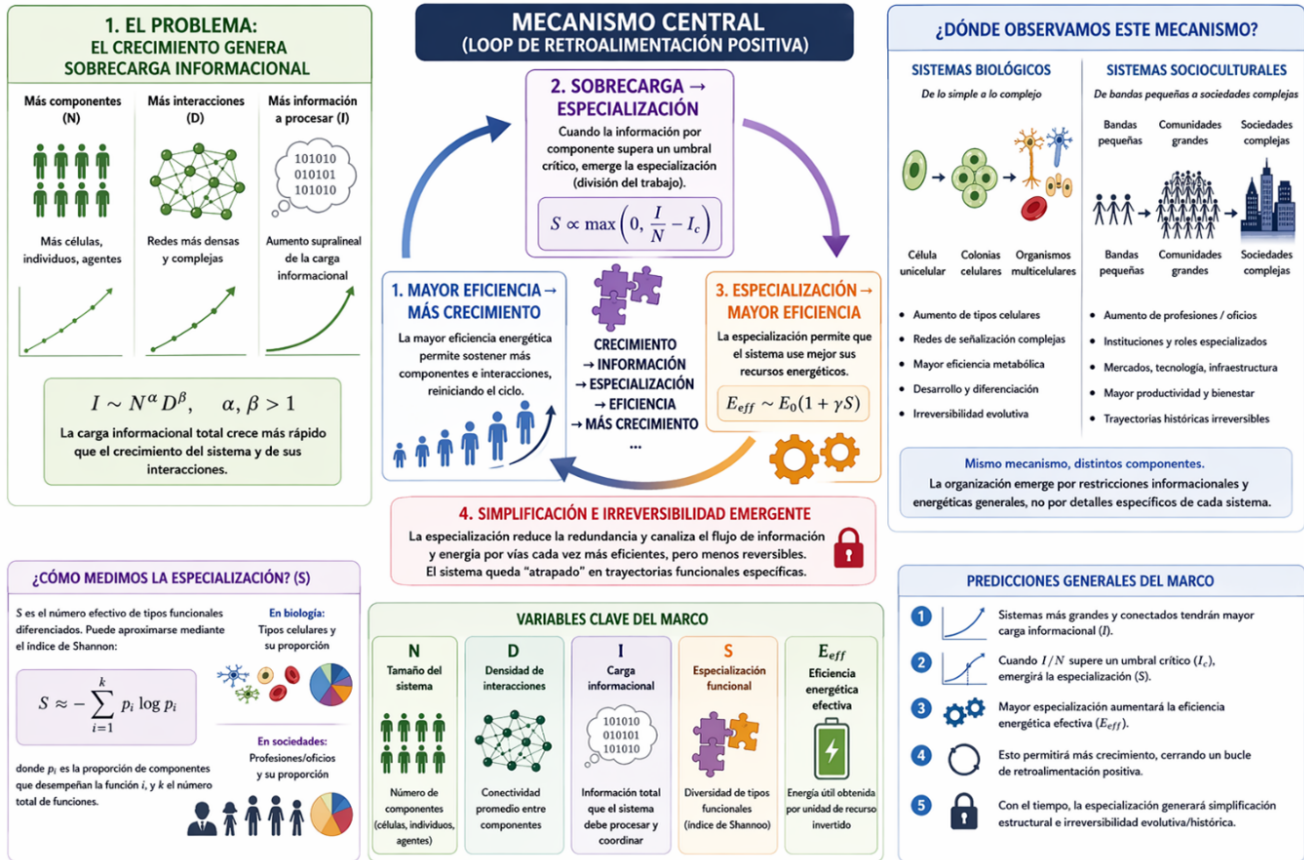 1. EL PROBLEMA:
EL CRECIMIENTO GENERA
SOBRECARGA INFORMACIONAL
Más componentes
(N)
Más interacciones
(D)
Más información
a procesar (I)
101010
010101
101010
Más células,
individuos, agentes
Redes más densas
y complejas
Aumento supralineal
de la carga
informacional
I ∼ N^α D^β, α, β > 1
La carga informacional total crece más rápido
que el crecimiento del sistema y de sus
interacciones.
MECANISMO CENTRAL
(LOOP DE RETROALIMENTACIÓN POSITIVA)
2. SOBRECARGA →
ESPECIALIZACIÓN
Cuando la información por
componente supera un umbral
crítico, emerge la especialización
(división del trabajo).
S ∝ max(0, I/N − I_c)
1. MAYOR EFICIENCIA →
MÁS CRECIMIENTO
La mayor eficiencia energética
permite sostener más
componentes e interacciones,
reiniciando el ciclo.
CRECIMIENTO
→ INFORMACIÓN
→ ESPECIALIZACIÓN
→ EFICIENCIA
→ MÁS CRECIMIENTO
...
3. ESPECIALIZACIÓN →
MAYOR EFICIENCIA
La especialización permite que
el sistema use mejor sus
recursos energéticos.
E_eff ∼ E_0(1 + γS)
4. SIMPLIFICACIÓN E IRREVERSIBILIDAD EMERGENTE
La especialización reduce la redundancia y canaliza el flujo de información
y energía por vías cada vez más eficientes, pero menos reversibles.
El sistema queda “atrapado” en trayectorias funcionales específicas.
¿DÓNDE OBSERVAMOS ESTE MECANISMO?
SISTEMAS BIOLÓGICOS
De lo simple a lo complejo
Célula
unicelular
Colonias
celulares
Organismos
multicelulares
• Aumento de tipos celulares
• Redes de señalización complejas
• Mayor eficiencia metabólica
• Desarrollo y diferenciación
• Irreversibilidad evolutiva
SISTEMAS SOCIOCULTURALES
De bandas pequeñas a sociedades complejas
Bandas
pequeñas
Comunidades
grandes
Sociedades
complejas
Bandas
pequeñas
Comunidades
grandes
Sociedades
complejas
• Aumento de profesiones / oficios
• Instituciones y roles especializados
• Mercados, tecnología, infraestructura
• Mayor productividad y bienestar
• Trayectorias históricas irreversibles
Mismo mecanismo, distintos componentes.
La organización emerge por restricciones informacionales y
energéticas generales, no por detalles específicos de cada sistema.
¿CÓMO MEDIMOS LA ESPECIALIZACIÓN? (S)
S es el número efectivo de tipos funcionales
diferenciados. Puede aproximarse mediante
el índice de Shannon:
S ≈ − ∑_{i=1}^{k} p_i log p_i
donde p_i es la proporción de componentes
que desempeñan la función i, y k el número
total de funciones.
En biología:
Tipos celulares y
su proporción
En sociedades:
Profesiones/oficios
y su proporción
VARIABLES CLAVE DEL MARCO
N
Tamaño del
sistema
Número de
componentes
(células, individuos,
agentes)
D
Densidad de
interacciones
Conectividad
promedio entre
componentes
I
Carga
informacional
101010
010101
101010
Información total
que el sistema
debe procesar y
coordinar
S
Especialización
funcional
Diversidad de tipos
funcionales
(índice de Shannoo)
E_eff
Eficiencia
energética
efectiva
Energía útil obtenida
por unidad de recurso
invertido
PREDICCIONES GENERALES DEL MARCO
1 Sistemas más grandes y conectados tendrán mayor
carga informacional (I).
2 Cuando I/N supere un umbral crítico (I_c),
emergirá la especialización (S).
3 Mayor especialización aumentará la eficiencia
energética efectiva (E_eff).
4 Esto permitirá más crecimiento, cerrando un bucle
de retroalimentación positiva.
5 Con el tiempo, la especialización generará simplificación
estructural e irreversibilidad evolutiva/histórica.